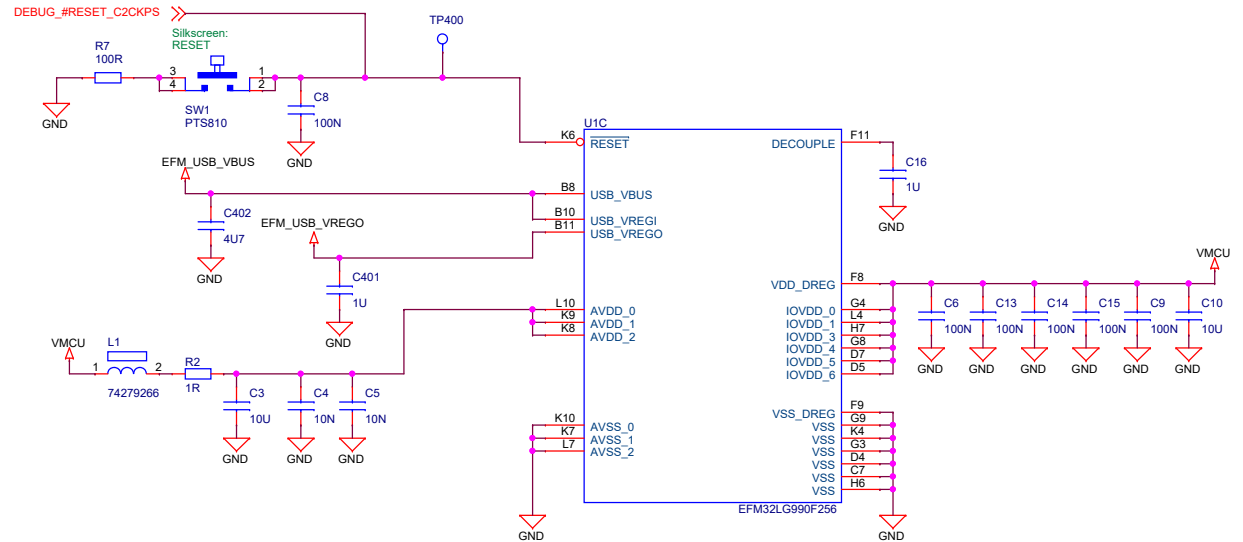 DEBUG_#RESET_C2CKPS
TP400
Silkscreen:
RESET
R7
100R
3
4
1
2
SW1
PTS810
C8
100N
GND
GND
U1C
K6
RESET
DECOUPLE
F11
C16
1U
GND
EFM_USB_VBUS
B8
USB_VBUS
B10
USB_VREGI
B11
USB_VREGO
C402
4U7
GND
EFM_USB_VREGO
C401
1U
GND
VMCU
VDD_DREG
F8
L10
AVDD_0
K9
AVDD_1
K8
AVDD_2
IOVDD_0
G4
IOVDD_1
L4
IOVDD_3
H7
IOVDD_4
G8
IOVDD_5
D7
IOVDD_6
D5
C6
100N
C13
100N
C14
100N
C15
100N
C9
100N
C10
10U
GND
GND
GND
GND
GND
GND
VMCU
L1
1
2
74279266
R2
1R
C3
10U
C4
10N
C5
10N
GND
GND
GND
K10
AVSS_0
K7
AVSS_1
L7
AVSS_2
VSS_DREG
F9
VSS
G9
VSS
K4
VSS
G3
VSS
D4
VSS
C7
VSS
H6
EFM32LG990F256
GND
GND